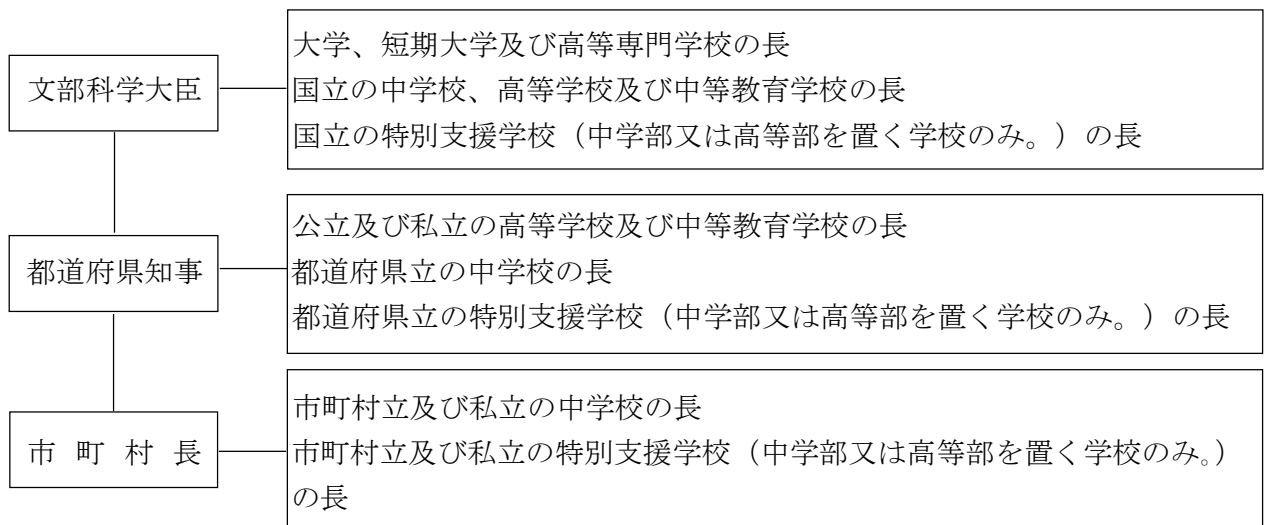 大学、短期大学及び高等専門学校の長
文部科学大臣
国立の中学校、高等学校及び中等教育学校の長
国立の特別支援学校（中学部又は高等部を置く学校のみ。）の長
公立及び私立の高等学校及び中等教育学校の長
都道府県知事
都道府県立の中学校の長
都道府県立の特別支援学校（中学部又は高等部を置く学校のみ。）の長
市町村立及び私立の中学校の長
市町村長
市町村立及び私立の特別支援学校（中学部又は高等部を置く学校のみ。）
の長